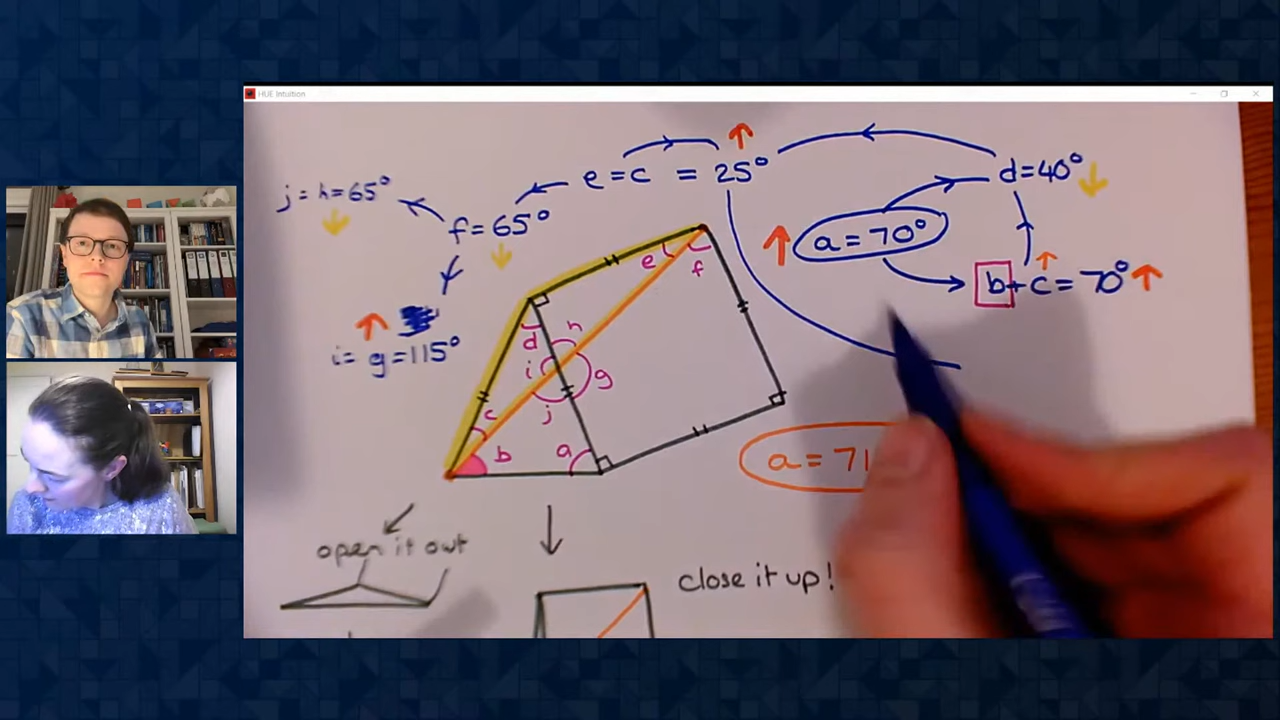 HUE Intuition
e = c = 25°
j = h = 65°
f = 65°
d = 40°
a = 70°
b + c = 70°
i = g = 115°
e
f
d
h
i
g
j
c
b
a
a = 71
open it out
close it up!